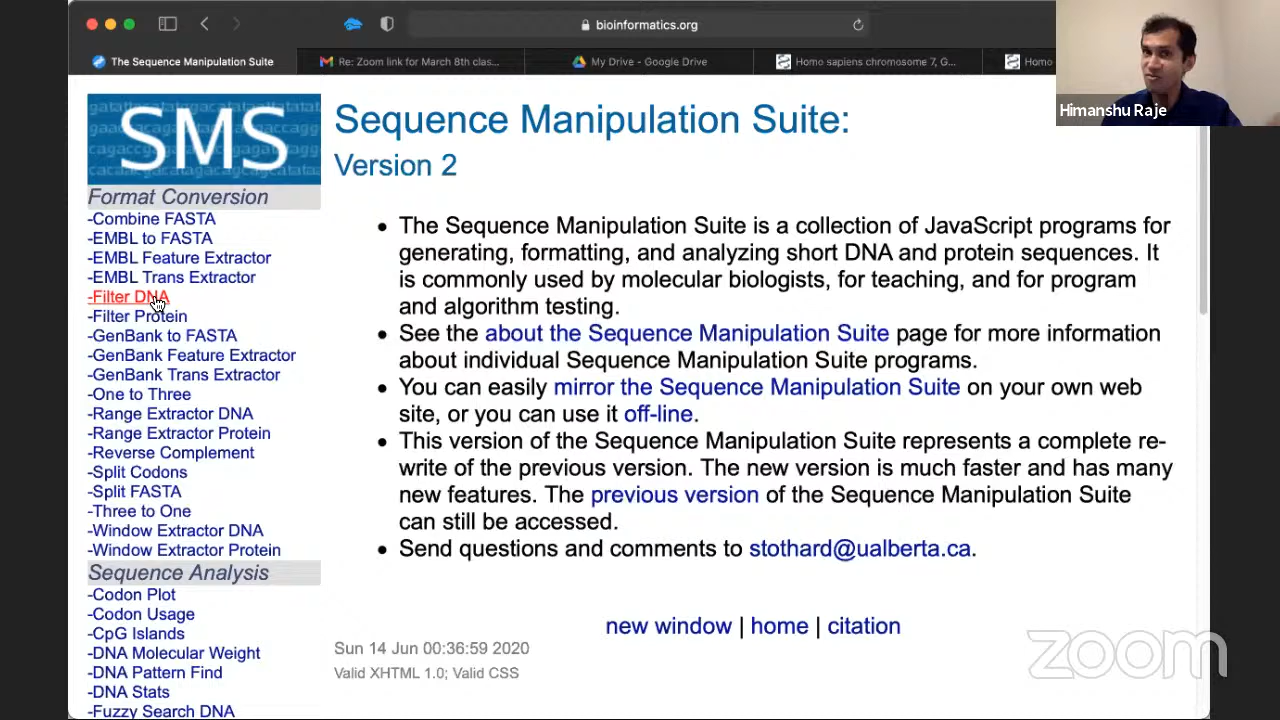 bioinformatics.org
The Sequence Manipulation Suite
Re: Zoom link for March 8th clas...
My Drive - Google Drive
Homo sapiens chromosome 7, G...
Homo
Himanshu Raje
SMS
Format Conversion
-Combine FASTA
-EMBL to FASTA
-EMBL Feature Extractor
-EMBL Trans Extractor
-Filter DNA
-Filter Protein
-GenBank to FASTA
-GenBank Feature Extractor
-GenBank Trans Extractor
-One to Three
-Range Extractor DNA
-Range Extractor Protein
-Reverse Complement
-Split Codons
-Split FASTA
-Three to One
-Window Extractor DNA
-Window Extractor Protein
Sequence Analysis
-Codon Plot
-Codon Usage
-CpG Islands
-DNA Molecular Weight
-DNA Pattern Find
-DNA Stats
-Fuzzy Search DNA
Sequence Manipulation Suite:
Version 2
• The Sequence Manipulation Suite is a collection of JavaScript programs for
generating, formatting, and analyzing short DNA and protein sequences. It
is commonly used by molecular biologists, for teaching, and for program
and algorithm testing.
• See the about the Sequence Manipulation Suite page for more information
about individual Sequence Manipulation Suite programs.
• You can easily mirror the Sequence Manipulation Suite on your own web
site, or you can use it off-line.
• This version of the Sequence Manipulation Suite represents a complete re-
write of the previous version. The new version is much faster and has many
new features. The previous version of the Sequence Manipulation Suite
can still be accessed.
• Send questions and comments to stothard@ualberta.ca.
new window | home | citation
Sun 14 Jun 00:36:59 2020
Valid XHTML 1.0; Valid CSS
zoom